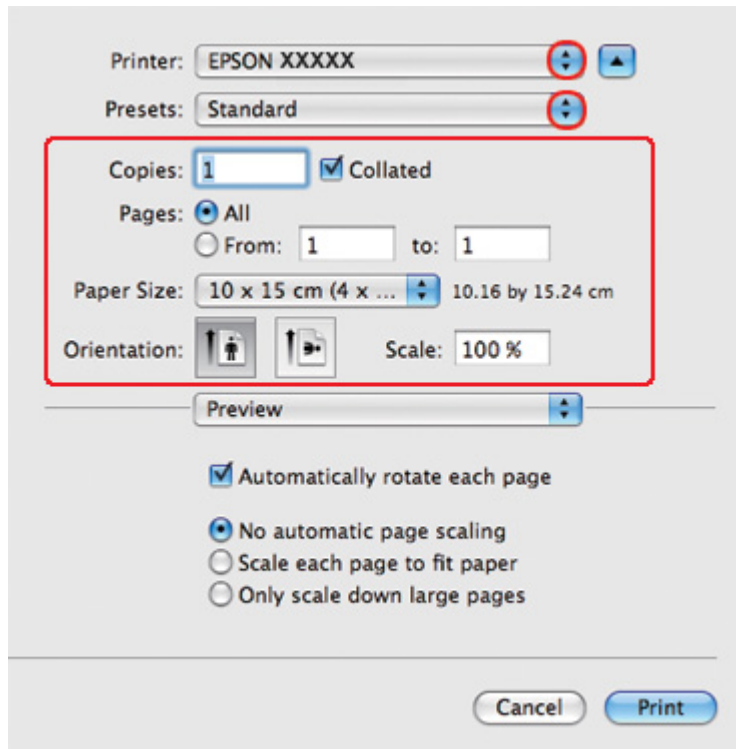 Printer: EPSON XXXXX
Presets: Standard
Copies: 1 Collated
Pages: All
From: 1 to: 1
Paper Size: 10 x 15 cm (4 x ... 10.16 by 15.24 cm
Orientation: Scale: 100 %
Preview
Automatically rotate each page
No automatic page scaling
Scale each page to fit paper
Only scale down large pages
Cancel Print